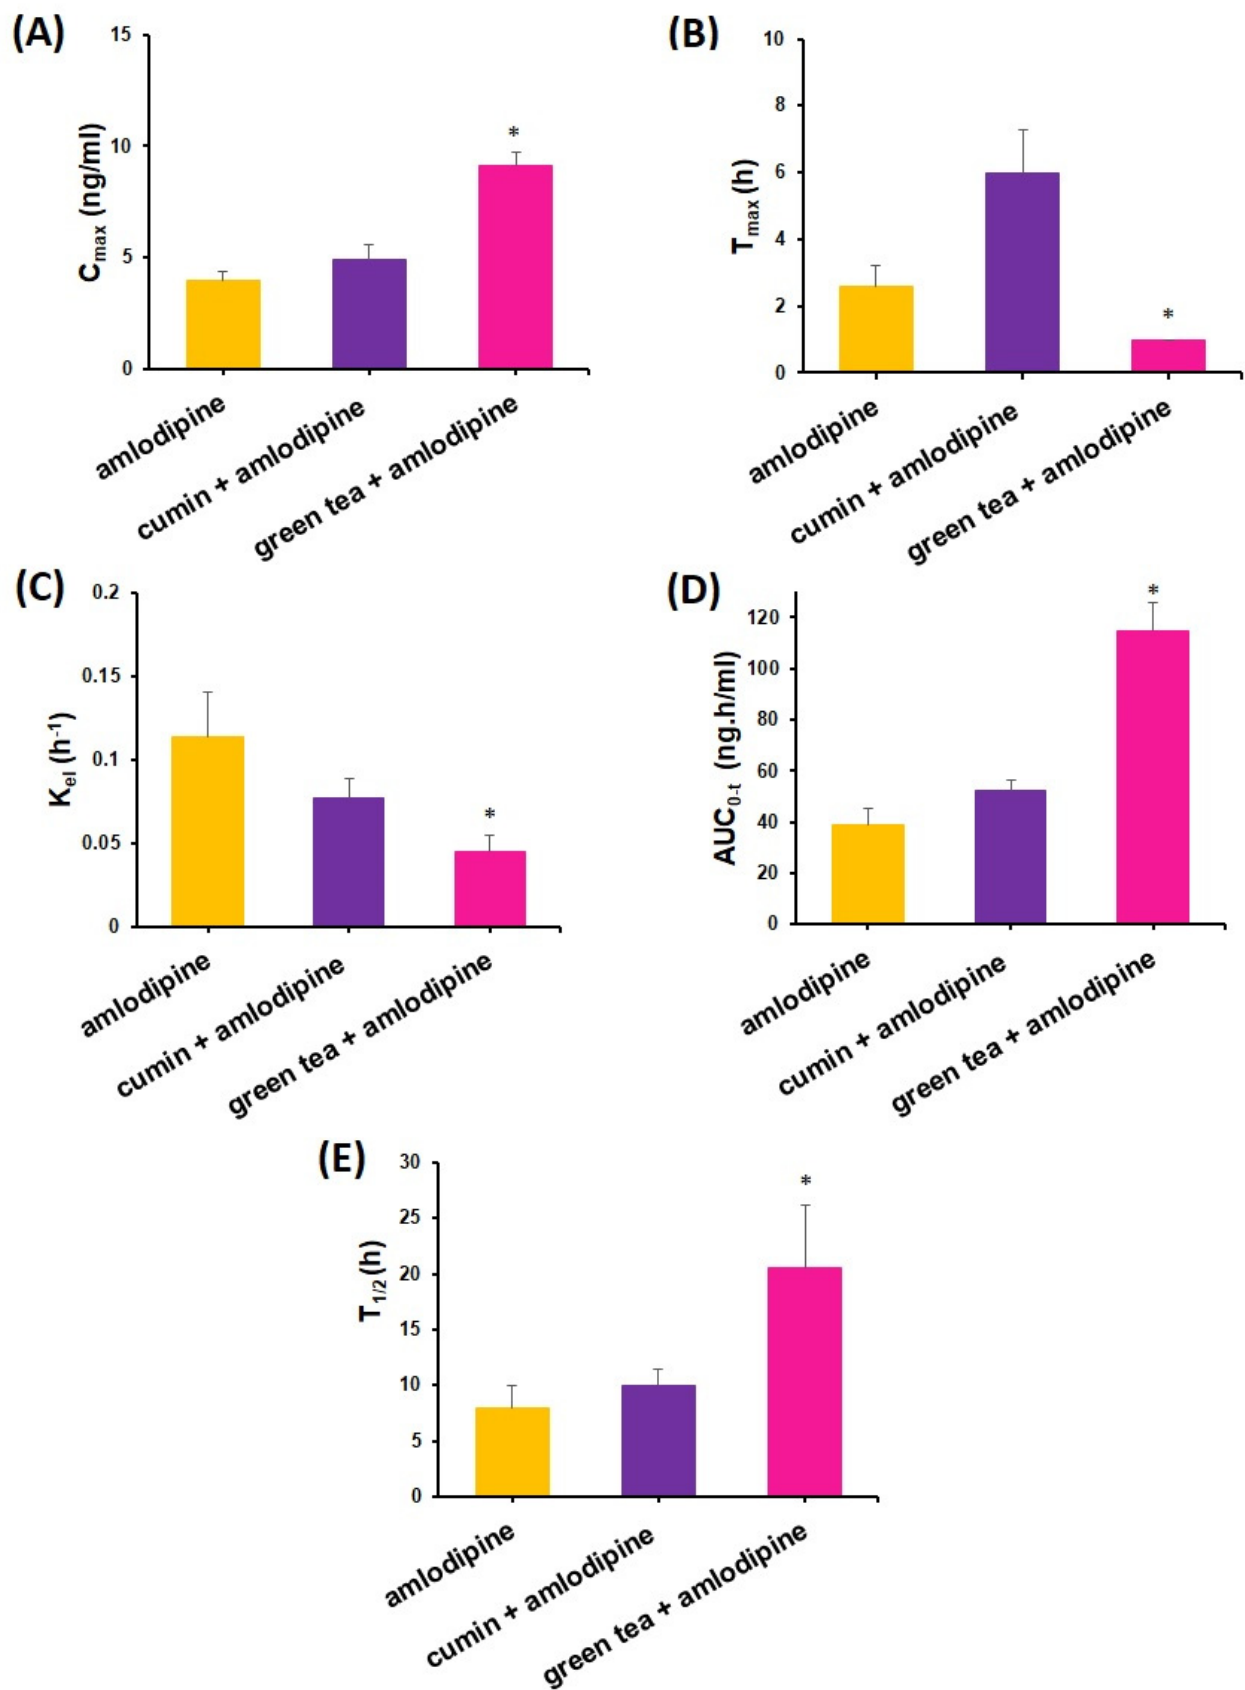 (A)
15
10
5
0
Cmax (ng/ml)
*
amlodipine
cumin + amlodipine
green tea + amlodipine
(B)
10
8
6
4
2
0
Tmax (h)
*
amlodipine
cumin + amlodipine
green tea + amlodipine
(C)
0.2
0.15
0.1
0.05
0
Kel (h-1)
*
amlodipine
cumin + amlodipine
green tea + amlodipine
(D)
120
100
80
60
40
20
0
AUC0-t (ng.h/ml)
*
amlodipine
cumin + amlodipine
green tea + amlodipine
(E)
30
25
20
15
10
5
0
T1/2 (h)
*
amlodipine
cumin + amlodipine
green tea + amlodipine